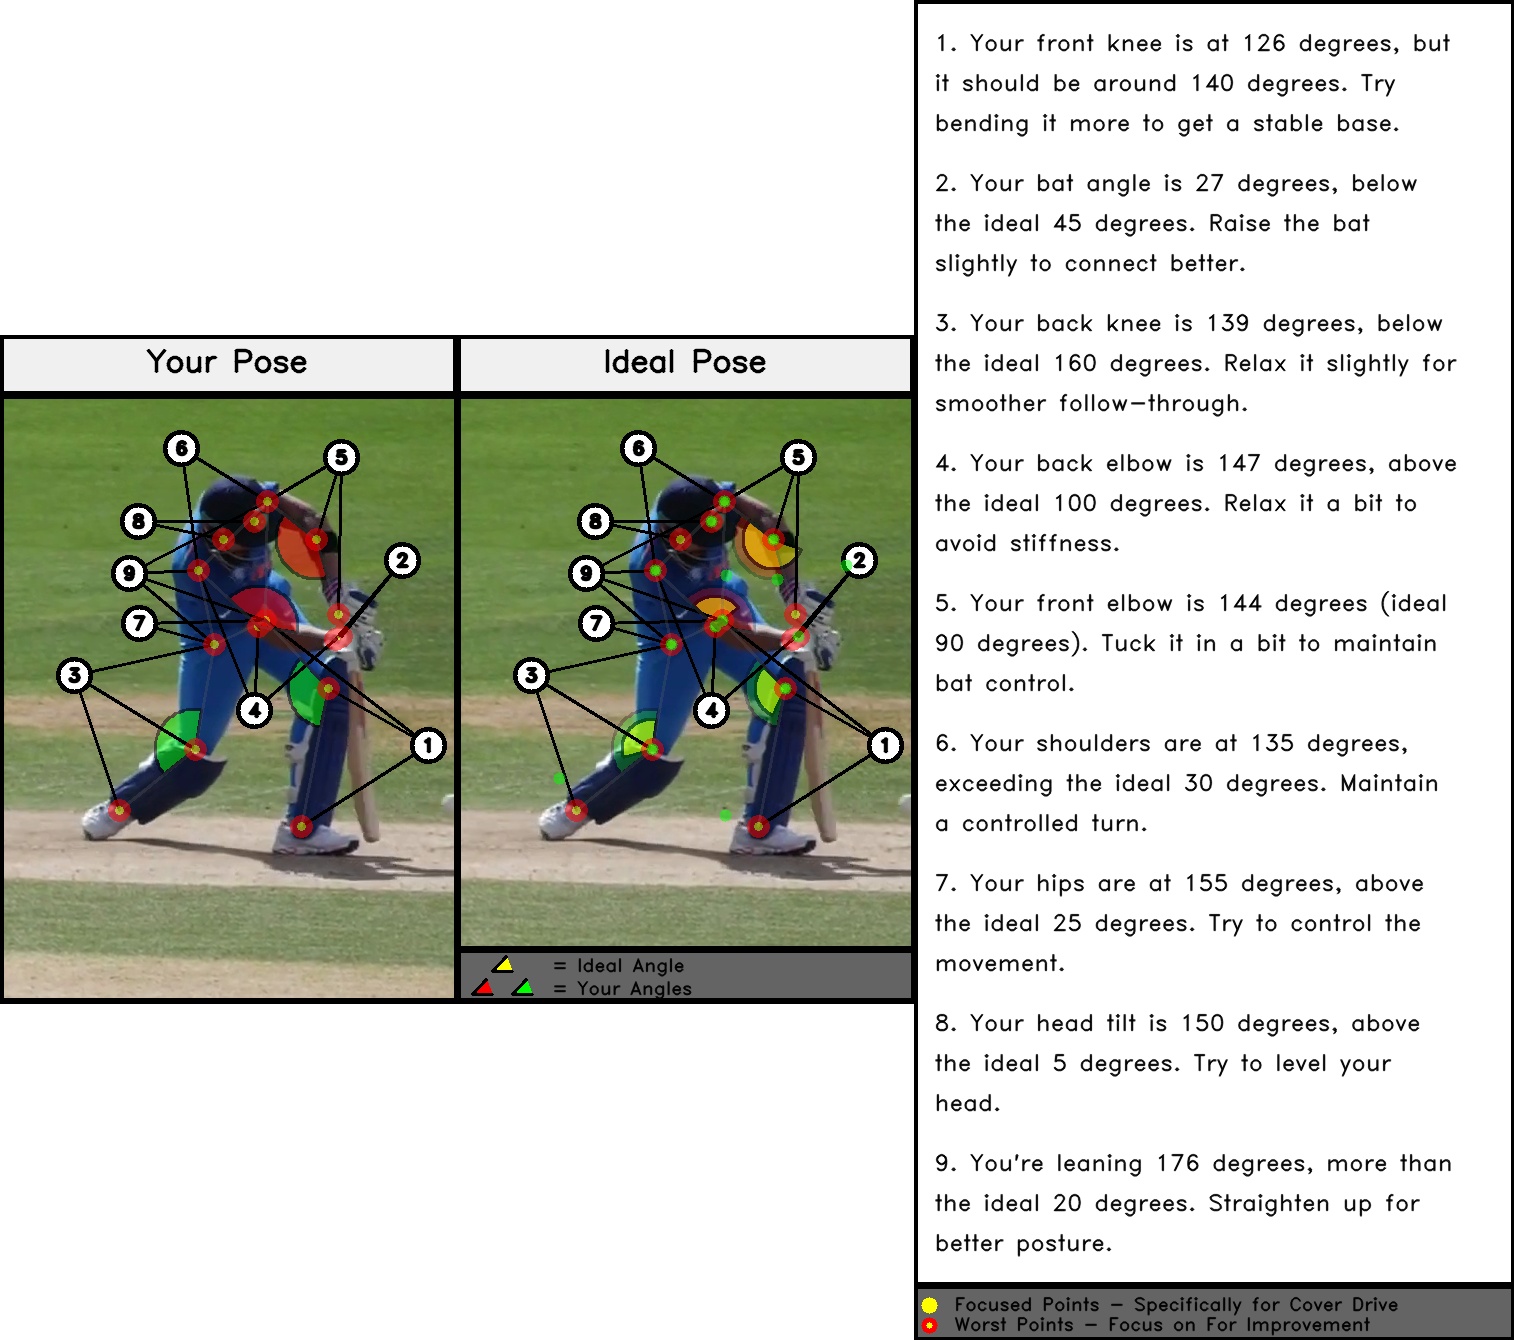 Your Pose
Ideal Pose
6
5
8
2
9
7
3
4
1
6
5
8
2
9
7
3
4
1
= Ideal Angle
= Your Angles
1. Your front knee is at 126 degrees, but
it should be around 140 degrees. Try
bending it more to get a stable base.
2. Your bat angle is 27 degrees, below
the ideal 45 degrees. Raise the bat
slightly to connect better.
3. Your back knee is 139 degrees, below
the ideal 160 degrees. Relax it slightly for
smoother follow-through.
4. Your back elbow is 147 degrees, above
the ideal 100 degrees. Relax it a bit to
avoid stiffness.
5. Your front elbow is 144 degrees (ideal
90 degrees). Tuck it in a bit to maintain
bat control.
6. Your shoulders are at 135 degrees,
exceeding the ideal 30 degrees. Maintain
a controlled turn.
7. Your hips are at 155 degrees, above
the ideal 25 degrees. Try to control the
movement.
8. Your head tilt is 150 degrees, above
the ideal 5 degrees. Try to level your
head.
9. You're leaning 176 degrees, more than
the ideal 20 degrees. Straighten up for
better posture.
Focused Points - Specifically for Cover Drive
Worst Points - Focus on For Improvement